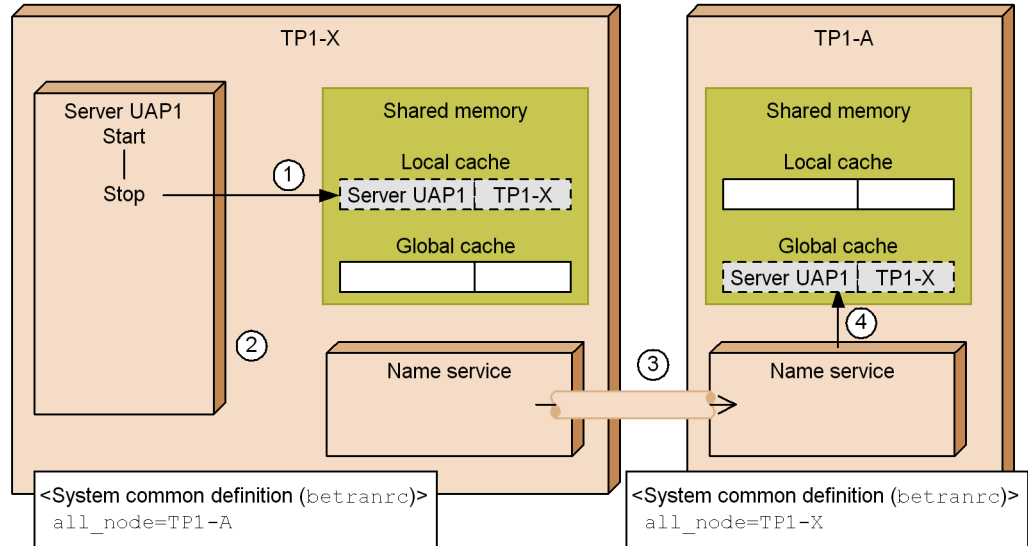 TP1-X
Server UAP1
Start
Stop
①
②
Shared memory
Local cache
Server UAP1 TP1-X
Global cache
Name service
③
<System common definition (betranrc)>
all_node=TP1-A
TP1-A
Shared memory
Local cache
Global cache
Server UAP1 TP1-X
④
Name service
<System common definition (betranrc)>
all_node=TP1-X